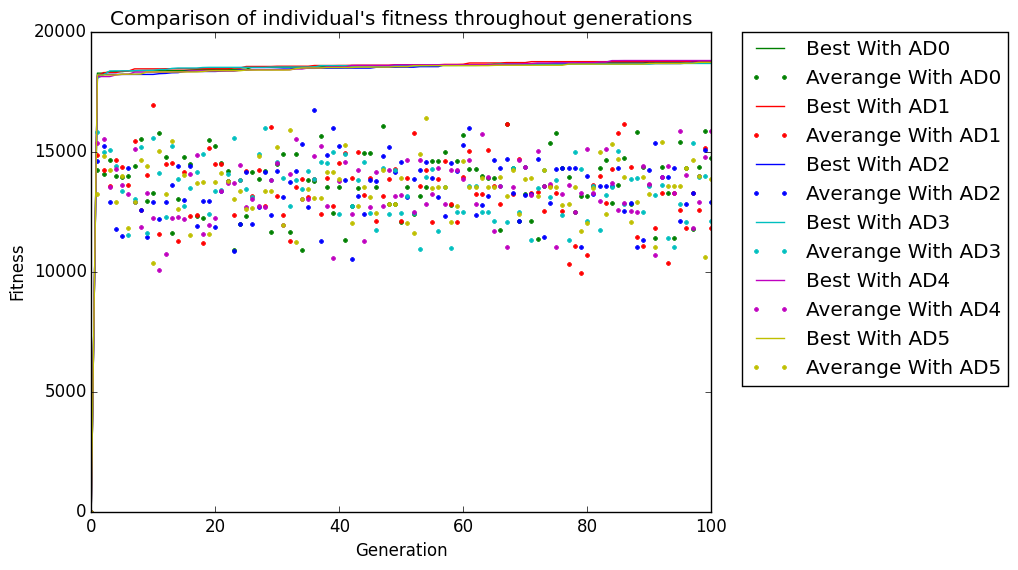 Comparison of individual's fitness throughout generations
20000
15000
10000
5000
0
Fitness
0 20 40 60 80 100
Generation
Best With AD0
Averange With AD0
Best With AD1
Averange With AD1
Best With AD2
Averange With AD2
Best With AD3
Averange With AD3
Best With AD4
Averange With AD4
Best With AD5
Averange With AD5